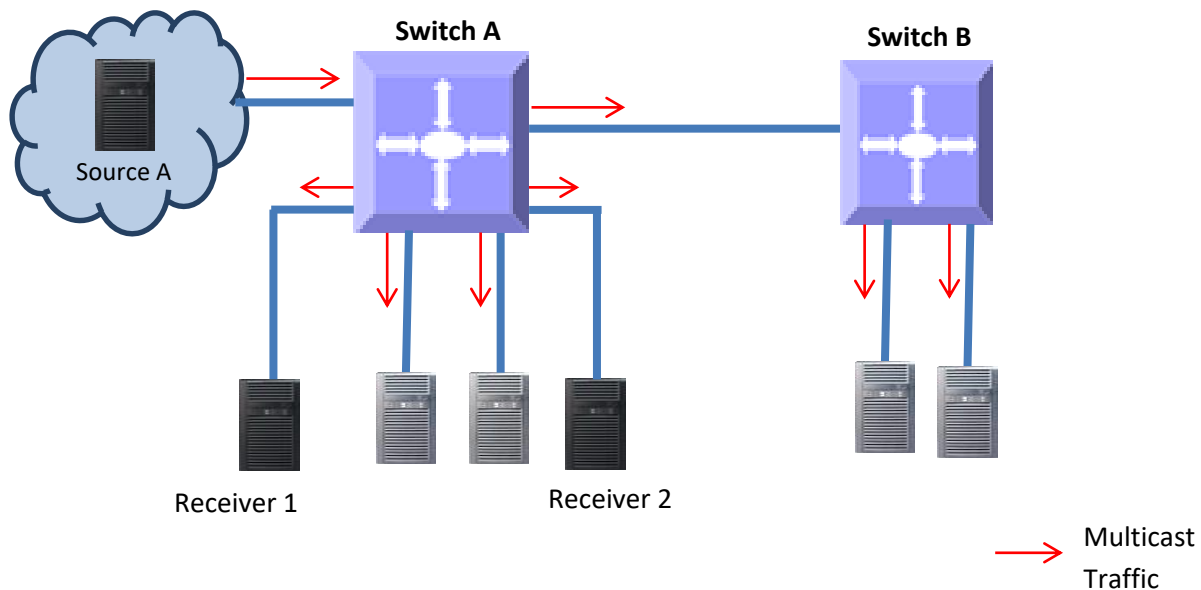 Switch A
Switch B
Source A
Receiver 1
Receiver 2
Multicast
Traffic